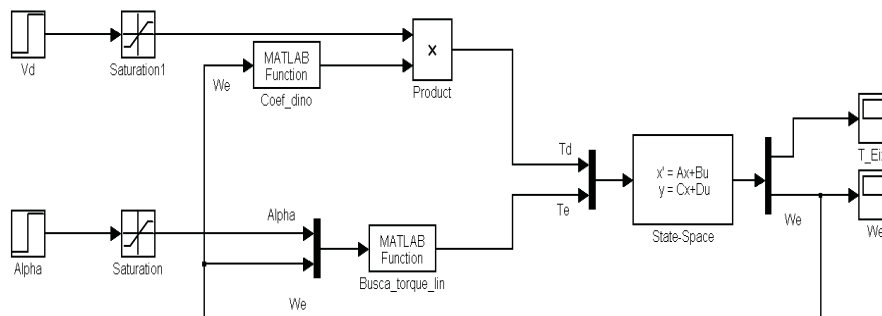 Vd
Saturation1
We
MATLAB
Function
Coef_dino
×
Product
Td
Te
x' = Ax+Bu
y = Cx+Du
State-Space
We
T_Ei
We
Alpha
Saturation
Alpha
We
MATLAB
Function
Busca_torque_lin